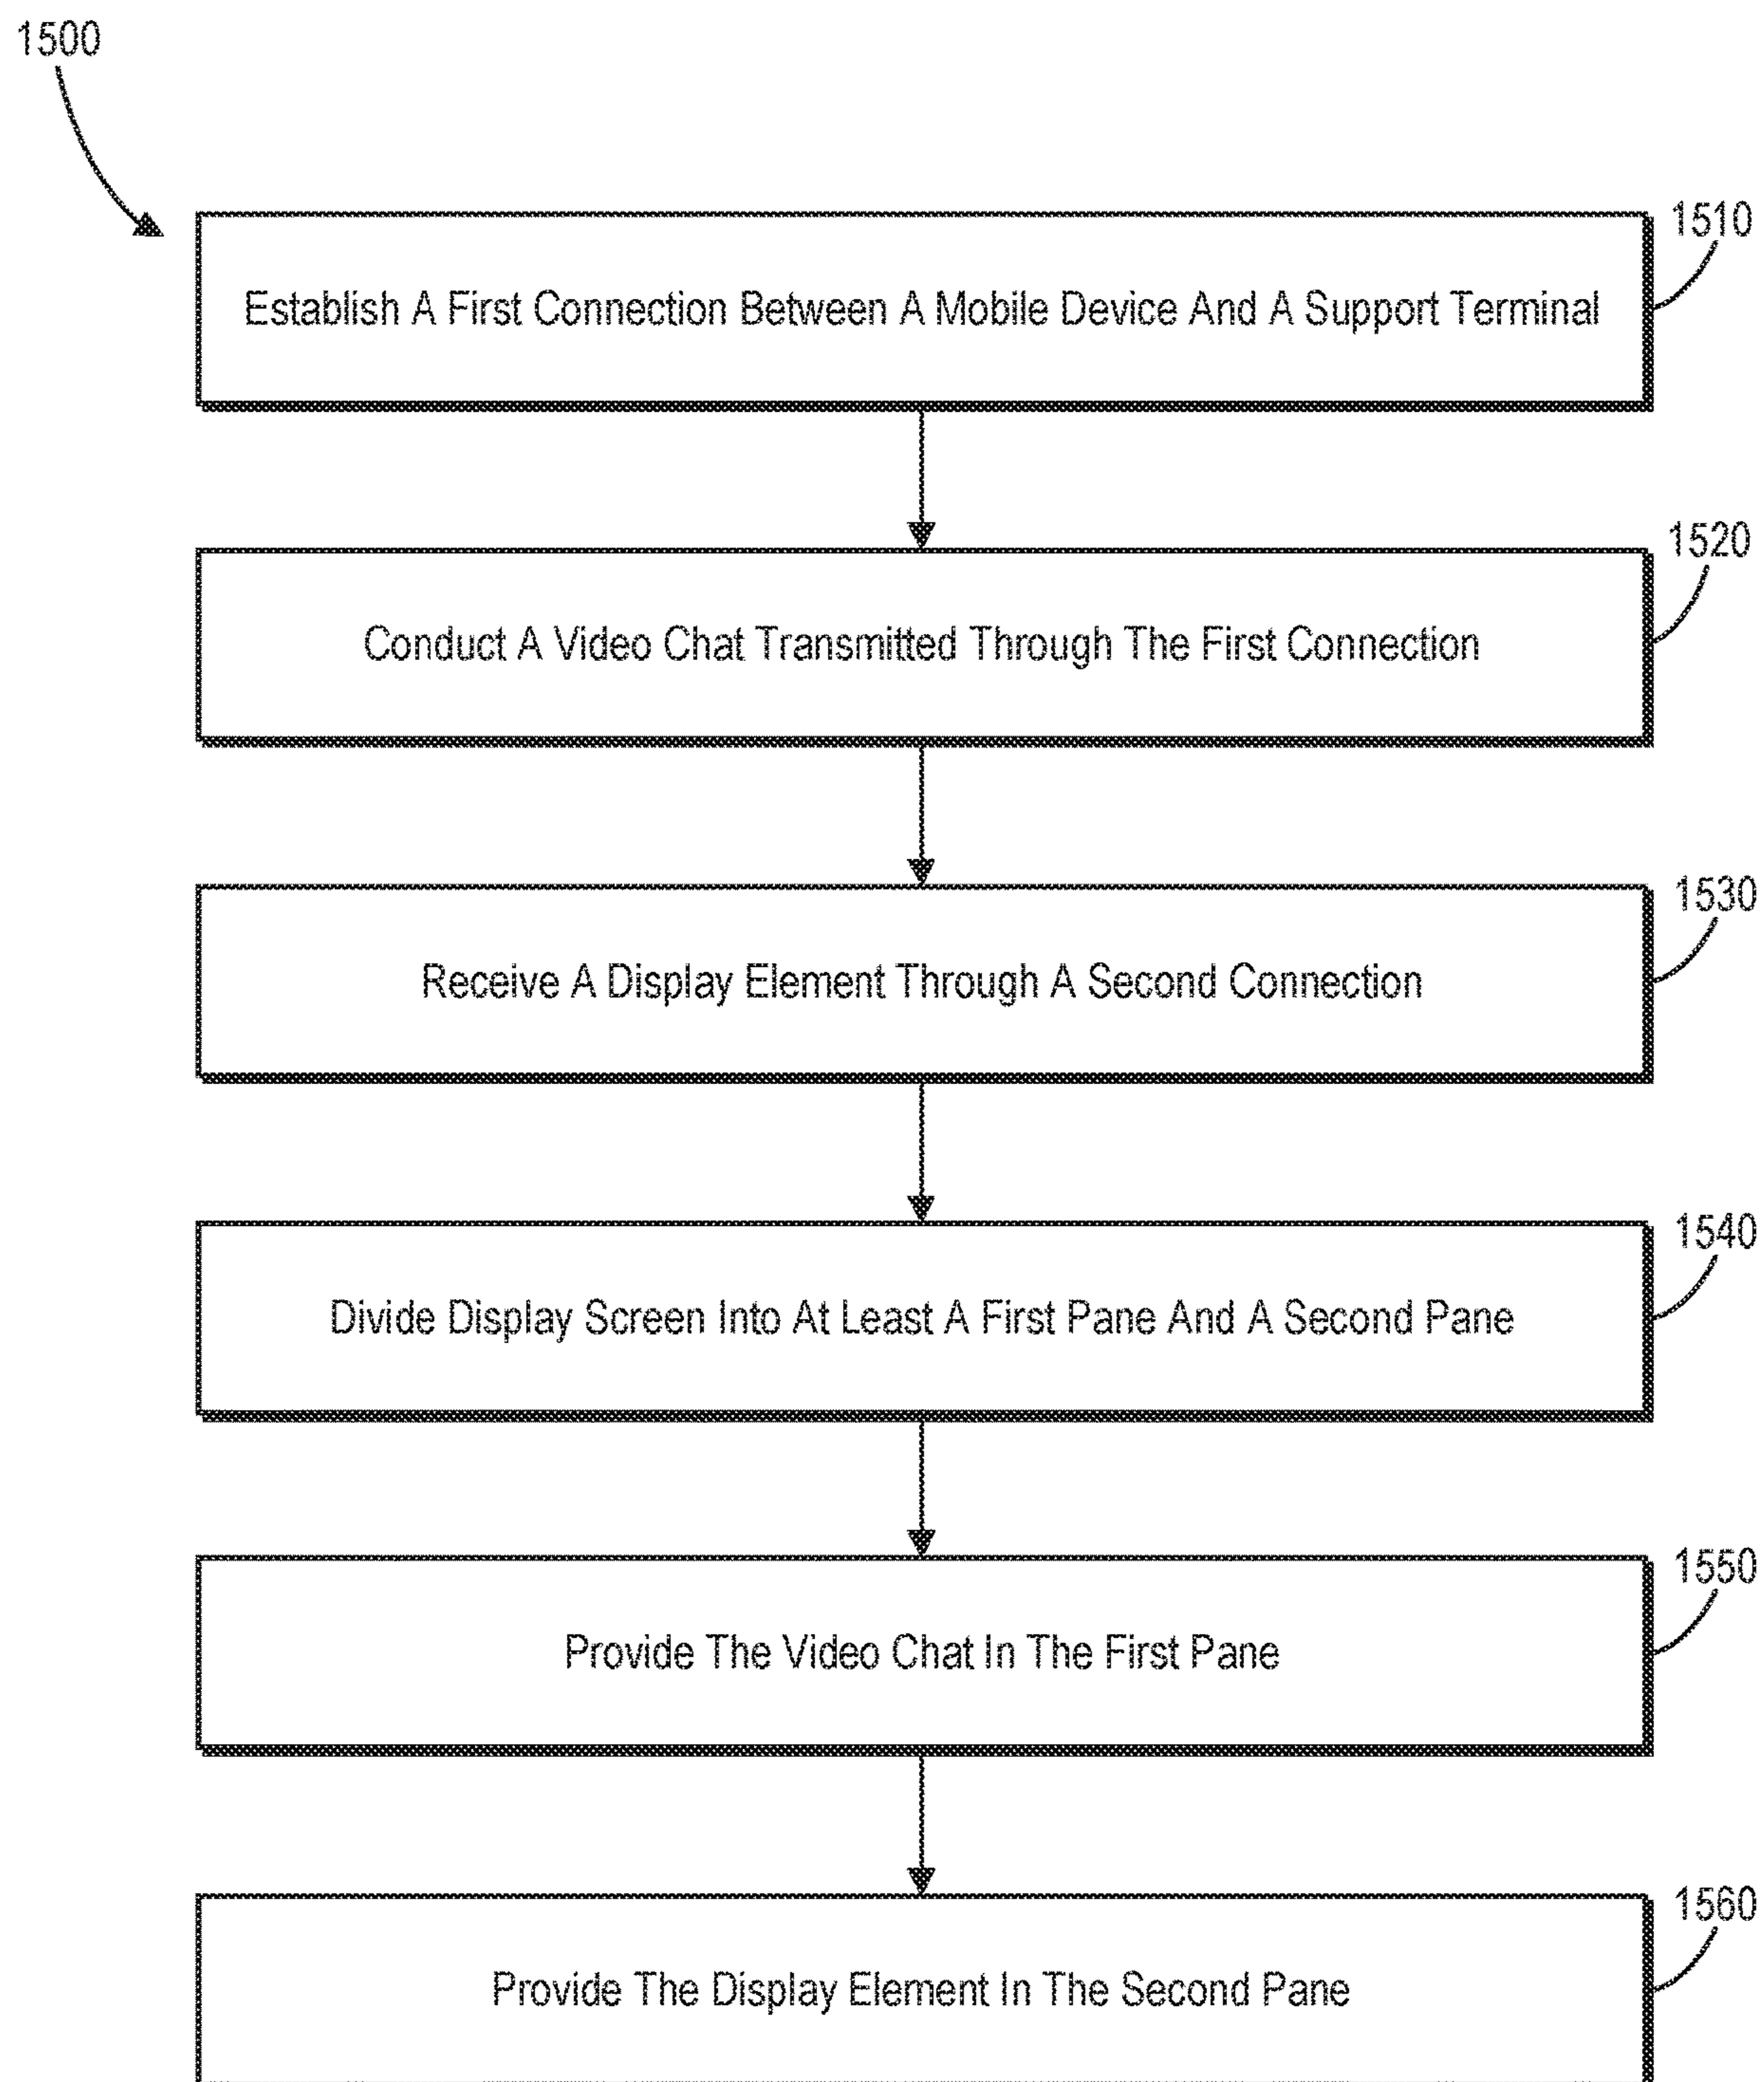 1500
1510
Establish A First Connection Between A Mobile Device And A Support Terminal
1520
Conduct A Video Chat Transmitted Through The First Connection
1530
Receive A Display Element Through A Second Connection
1540
Divide Display Screen Into At Least A First Pane And A Second Pane
1550
Provide The Video Chat In The First Pane
1560
Provide The Display Element In The Second Pane